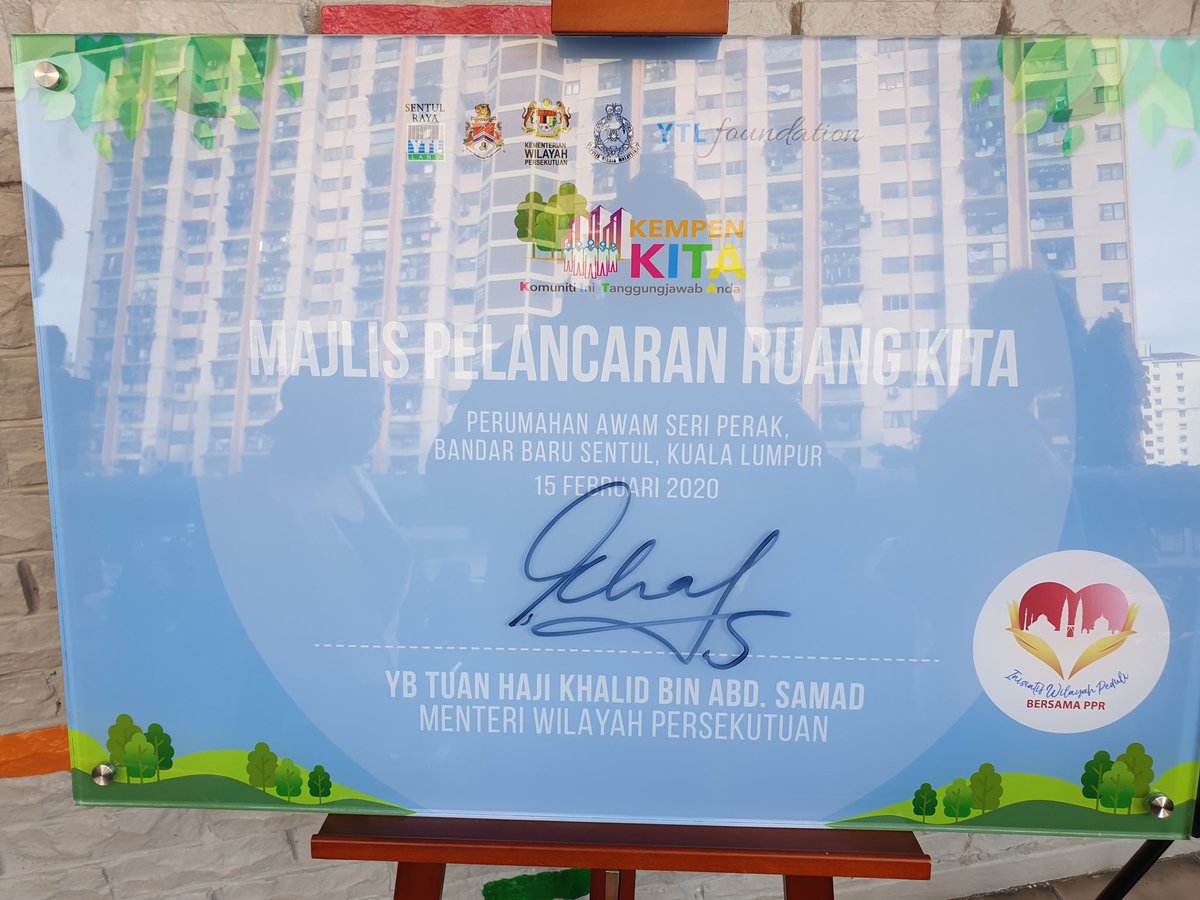 SENTUL
RAYA
YTL
LAND
KEMENTERIAN
WILAYAH
PERSEKUTUAN
YTL foundation
KEMPEN
KITA
Komuniti Ini Tanggungjawab Anda
MAJLIS PELANCARAN RUANG KITA
PERUMAHAN AWAM SERI PERAK,
BANDAR BARU SENTUL, KUALA LUMPUR
15 FEBRUARI 2020
YB TUAN HAJI KHALID BIN ABD. SAMAD
MENTERI WILAYAH PERSEKUTUAN
Inisiatif Wilayah Peduli
BERSAMA PPR